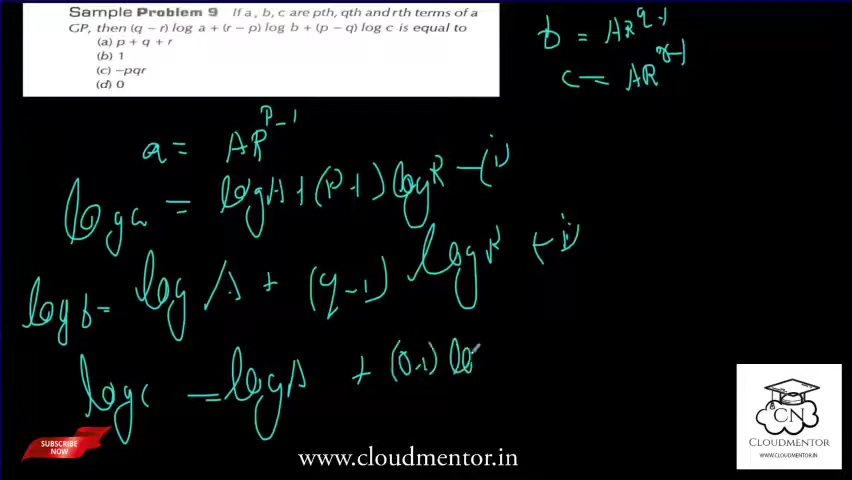 Sample Problem 9 If a, b, c are pth, qth and rth terms of a
GP, then (q – r) log a + (r – p) log b + (p – q) log c is equal to
(a) p + q + r
(b) 1
(c) –pqr
(d) 0
b = AR^q-1
c = AR^r-1
a = AR^P-1
log a = log A + (P-1) log R -(i)
log b = log A + (q-1) log R -(i)
log c = log A + (r-1) lo
SUBSCRIBE
NOW
www.cloudmentor.in
CN
CLOUDMENTOR
WWW.CLOUDMENTOR.IN